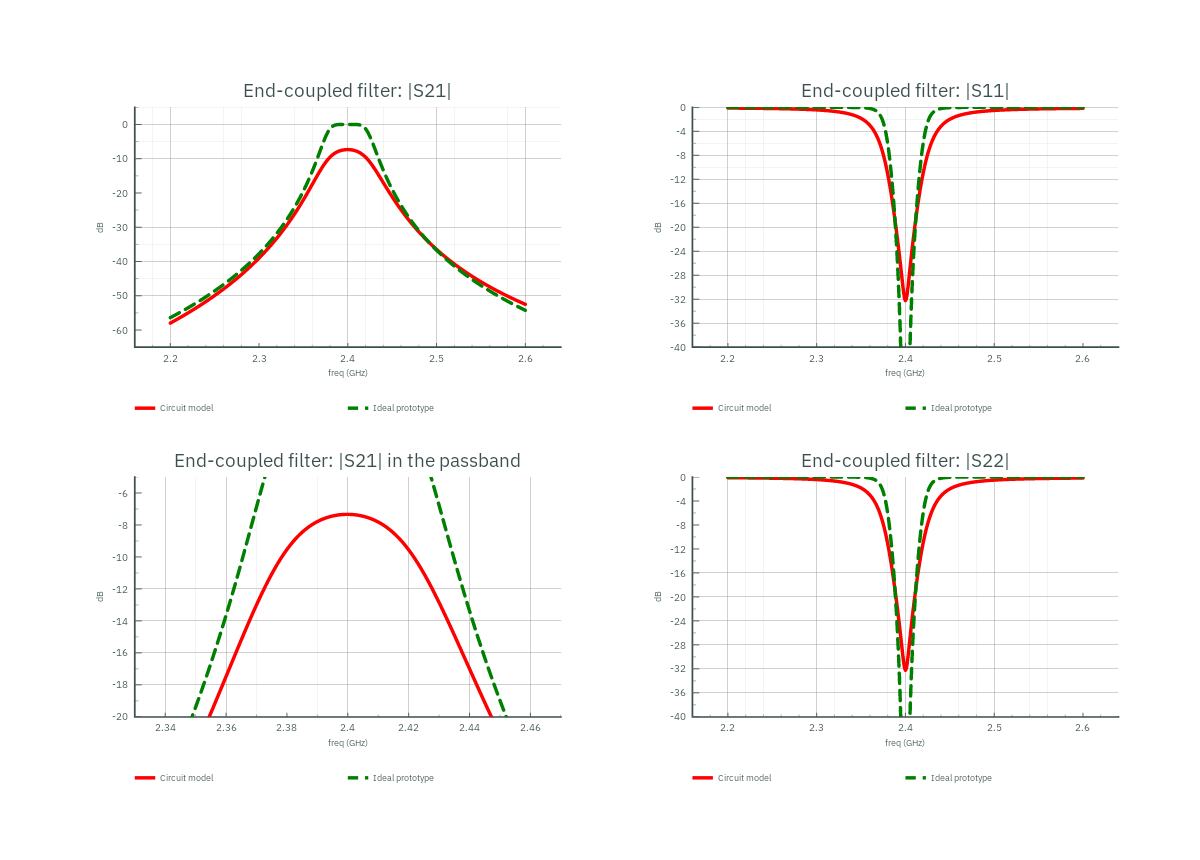 End-coupled filter: |S21|
0
-10
-20
-30
-40
-50
-60
dB
2.2 2.3 2.4 2.5 2.6
freq (GHz)
Circuit model Ideal prototype
End-coupled filter: |S11|
0
-4
-8
-12
-16
-20
-24
-28
-32
-36
-40
dB
2.2 2.3 2.4 2.5 2.6
freq (GHz)
Circuit model Ideal prototype
End-coupled filter: |S21| in the passband
-6
-8
-10
-12
-14
-16
-18
-20
dB
2.34 2.36 2.38 2.4 2.42 2.44 2.46
freq (GHz)
Circuit model Ideal prototype
End-coupled filter: |S22|
0
-4
-8
-12
-16
-20
-24
-28
-32
-36
-40
dB
2.2 2.3 2.4 2.5 2.6
freq (GHz)
Circuit model Ideal prototype